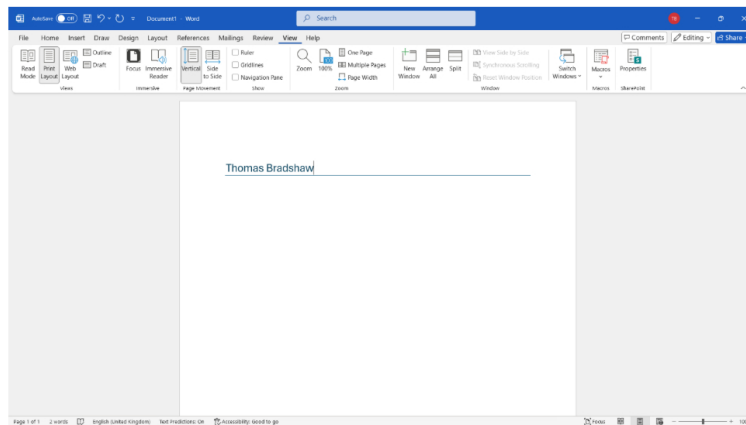 AutoSave Off Document1 - Word Search TB
File Home Insert Draw Design Layout References Mailings Review View Help Comments Editing Share
Read Mode Print Layout Web Layout Outline Draft
Views
Focus Immersive Reader
Immersive
Vertical Side to Side
Page Movement
Ruler
Gridlines
Navigation Pane
Show
Zoom 100% One Page Multiple Pages Page Width
Zoom
New Window Arrange All Split View Side by Side Synchronous Scrolling Reset Window Position Switch Windows
Window
Macros
Macros
Properties
SharePoint
Thomas Bradshaw
Page 1 of 1 2 words English (United Kingdom) Text Predictions: On Accessibility: Good to go Focus